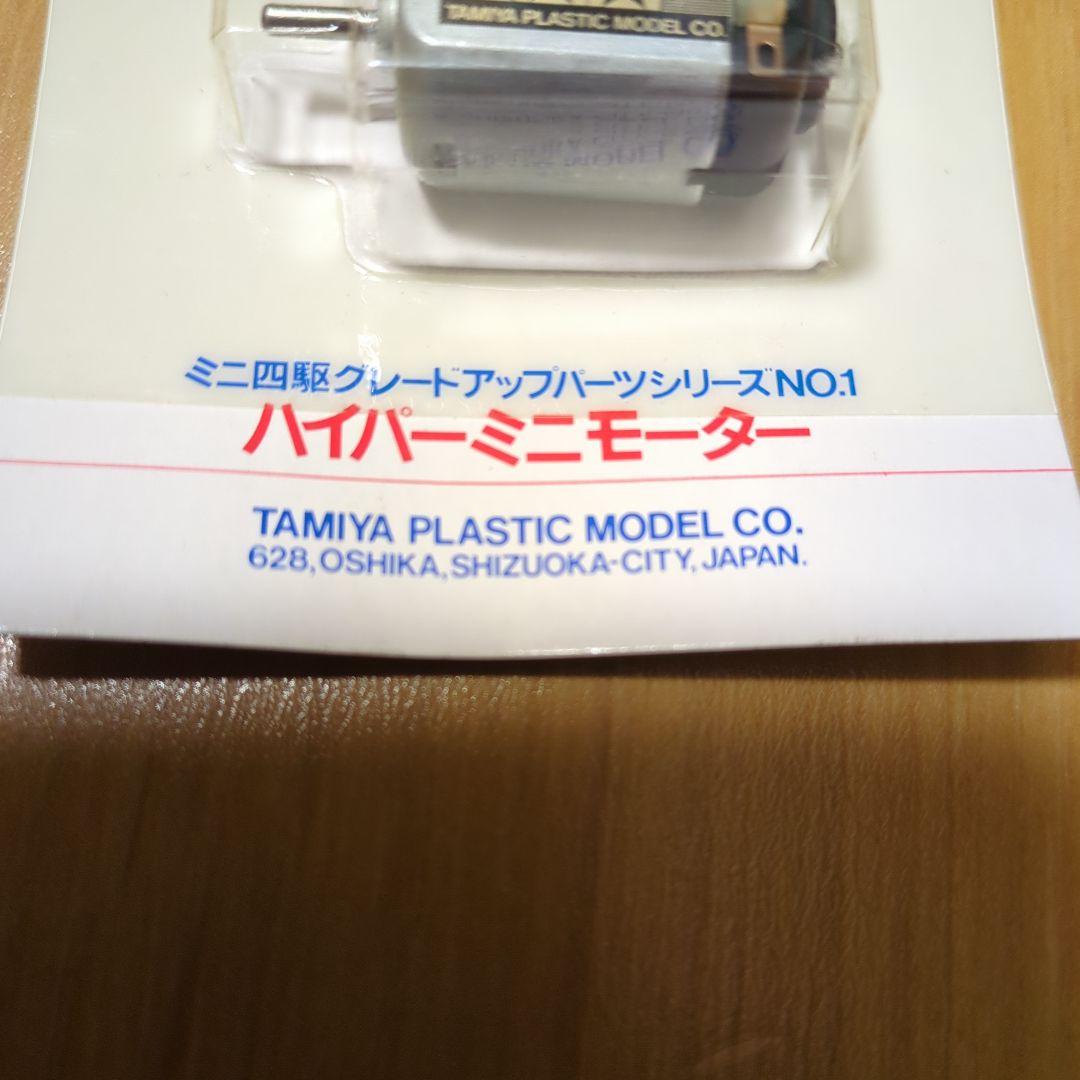 TAMIYA PLASTIC MODEL CO.
ミニ四駆グレードアップパーツシリーズNO.1
ハイパーミニモーター
TAMIYA PLASTIC MODEL CO.
628,OSHIKA,SHIZUOKA-CITY,JAPAN.